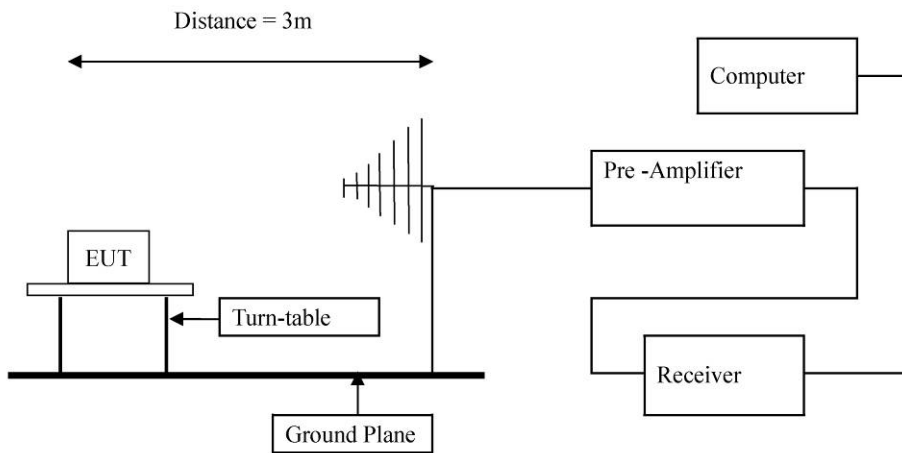 Distance = 3m
Computer
Pre -Amplifier
EUT
Turn-table
Receiver
Ground Plane